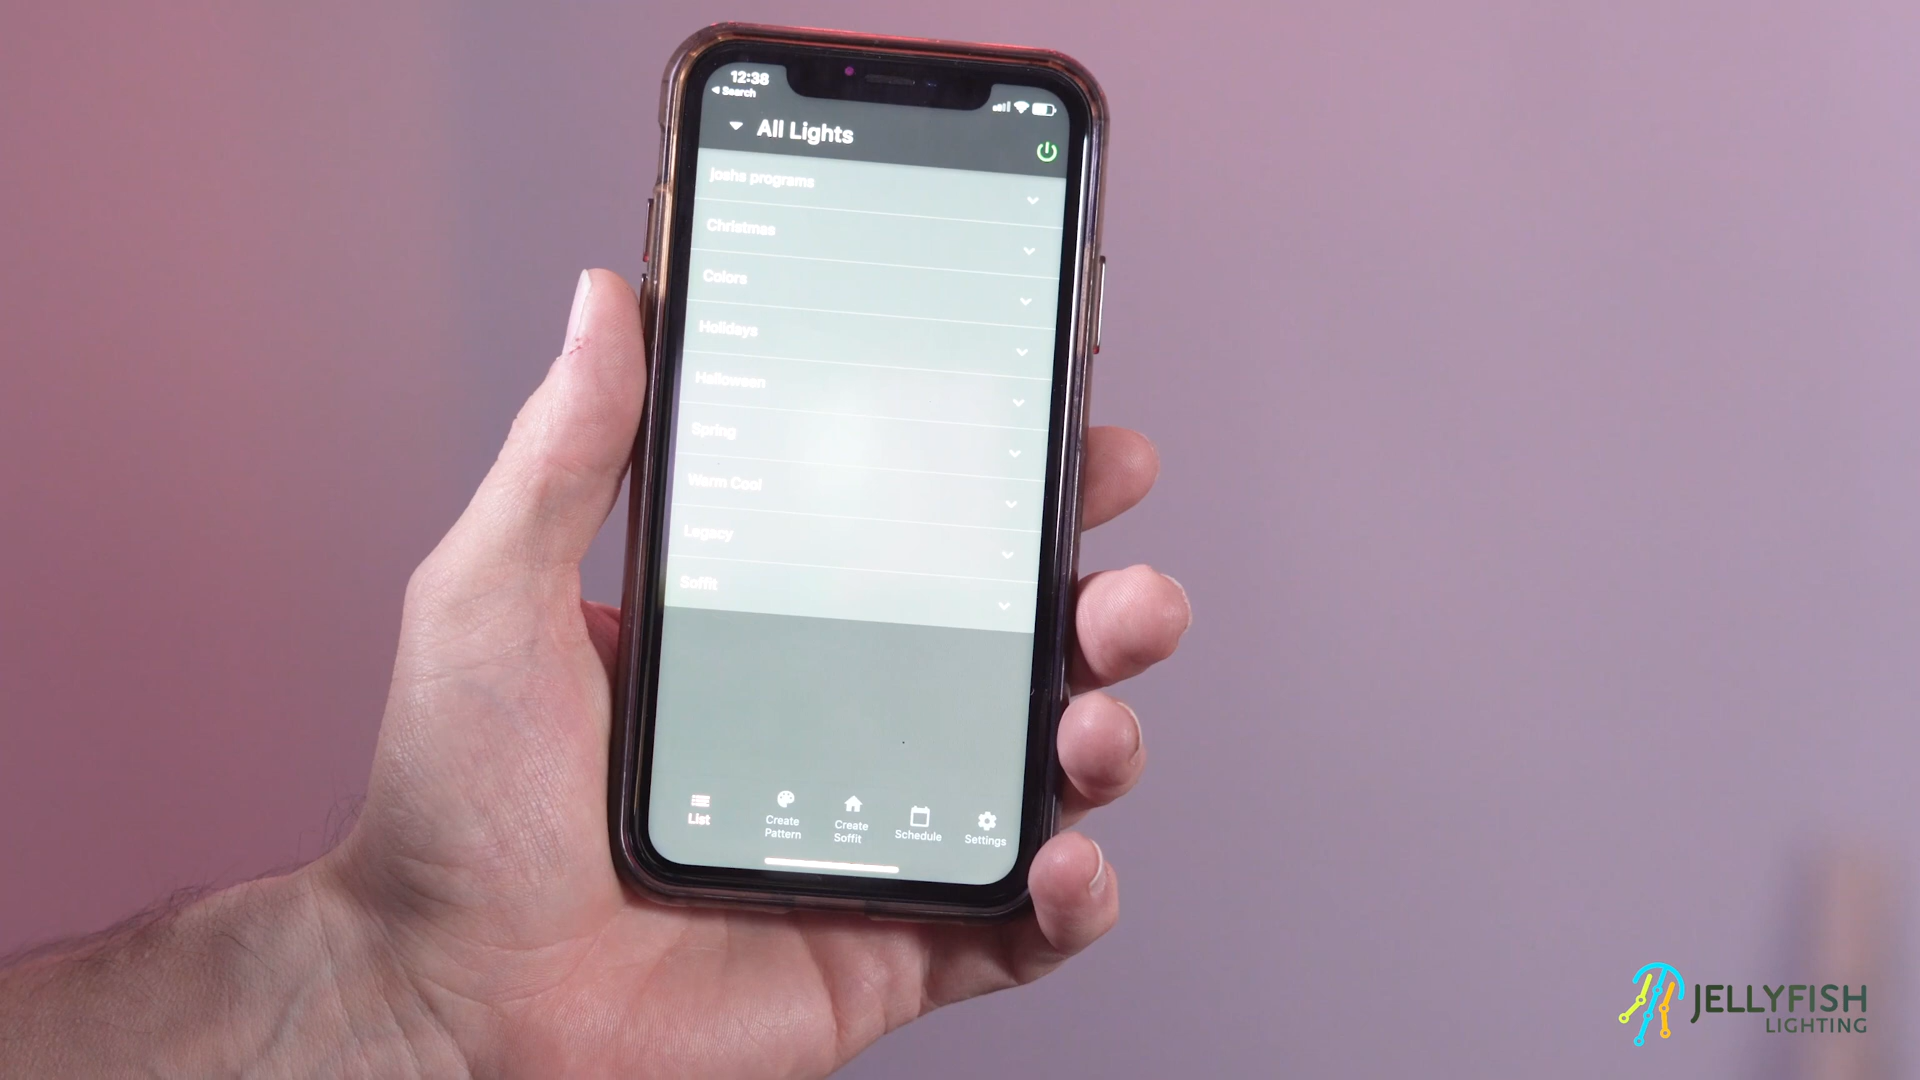 12:38
Search
All Lights
joshs programs
Christmas
Colors
Holidays
Halloween
Spring
Warm Cool
Legacy
Soffit
List
Create
Pattern
Create
Soffit
Schedule
Settings
JELLYFISH
LIGHTING